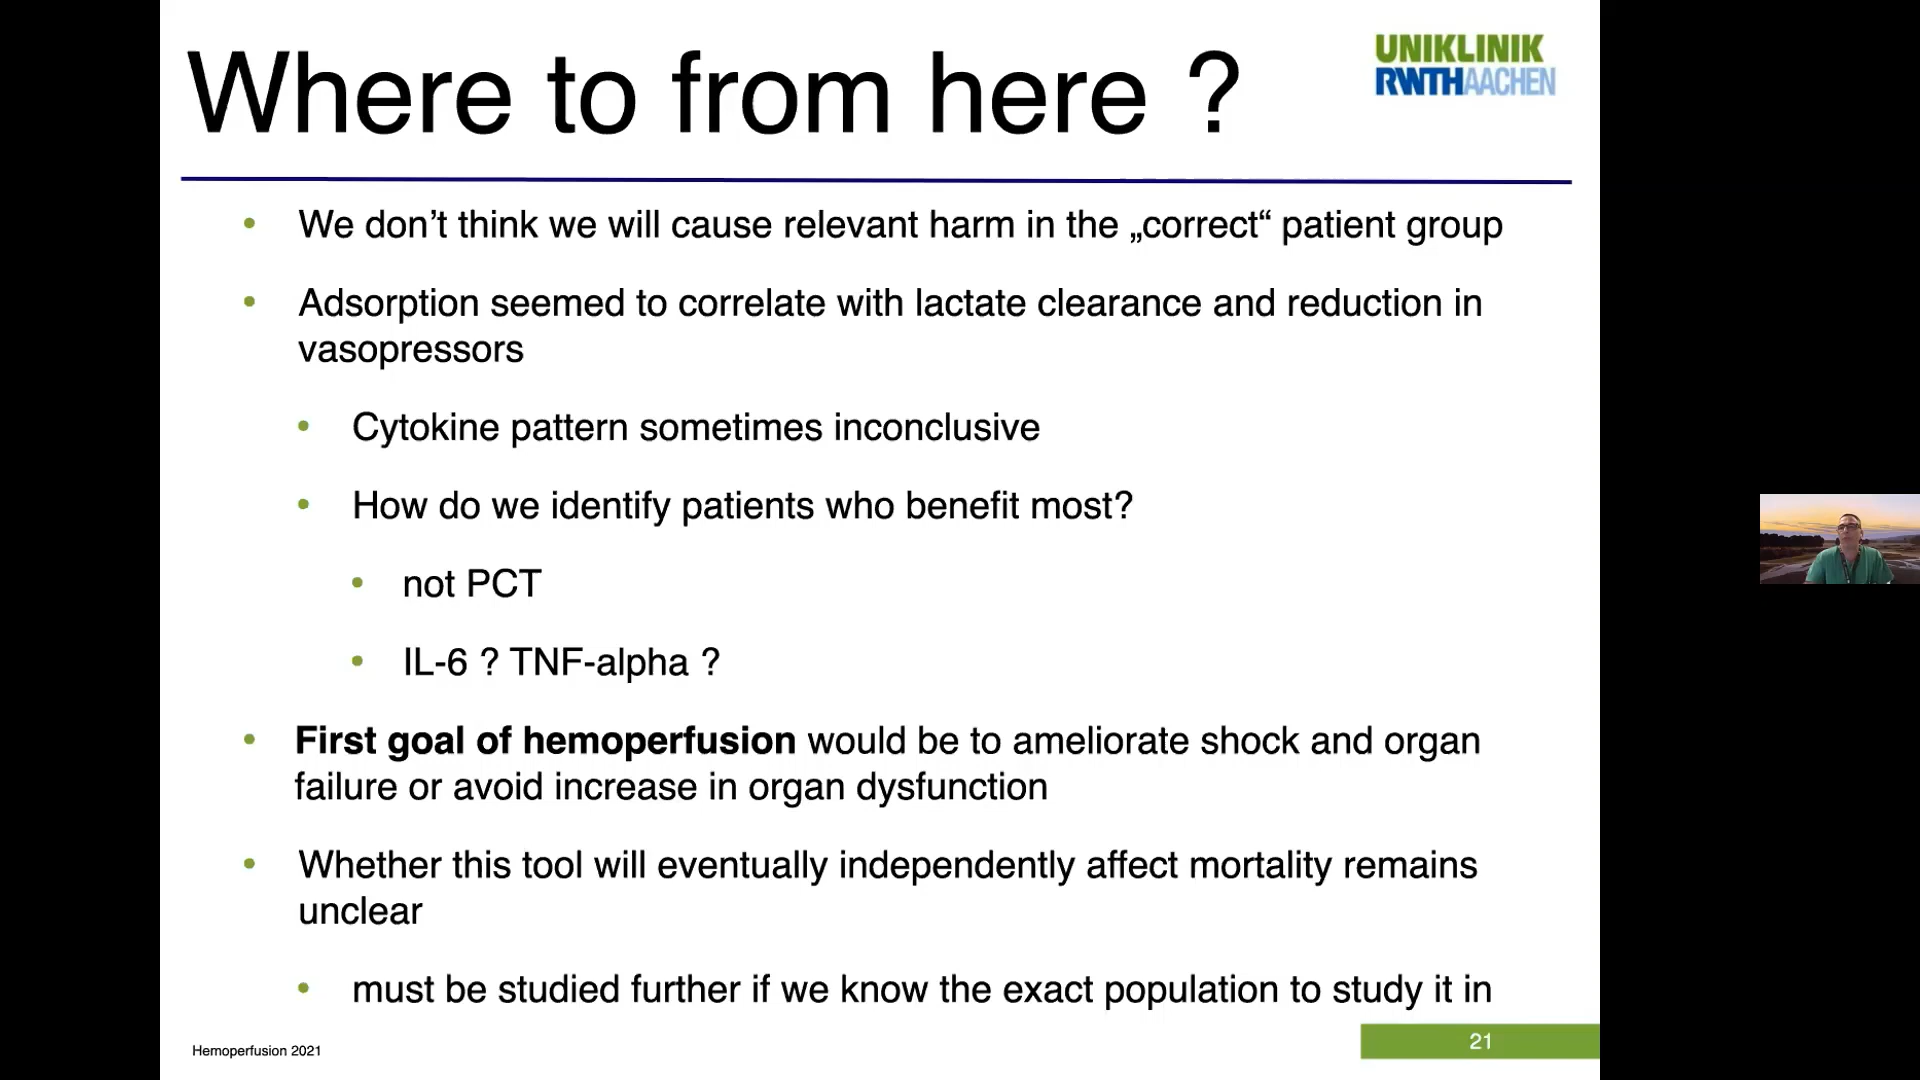 Where to from here ?
UNIKLINIK
RWTHAACHEN
• We don’t think we will cause relevant harm in the „correct“ patient group
• Adsorption seemed to correlate with lactate clearance and reduction in
vasopressors
• Cytokine pattern sometimes inconclusive
• How do we identify patients who benefit most?
• not PCT
• IL-6 ? TNF-alpha ?
• First goal of hemoperfusion would be to ameliorate shock and organ
failure or avoid increase in organ dysfunction
• Whether this tool will eventually independently affect mortality remains
unclear
• must be studied further if we know the exact population to study it in
Hemoperfusion 2021
21